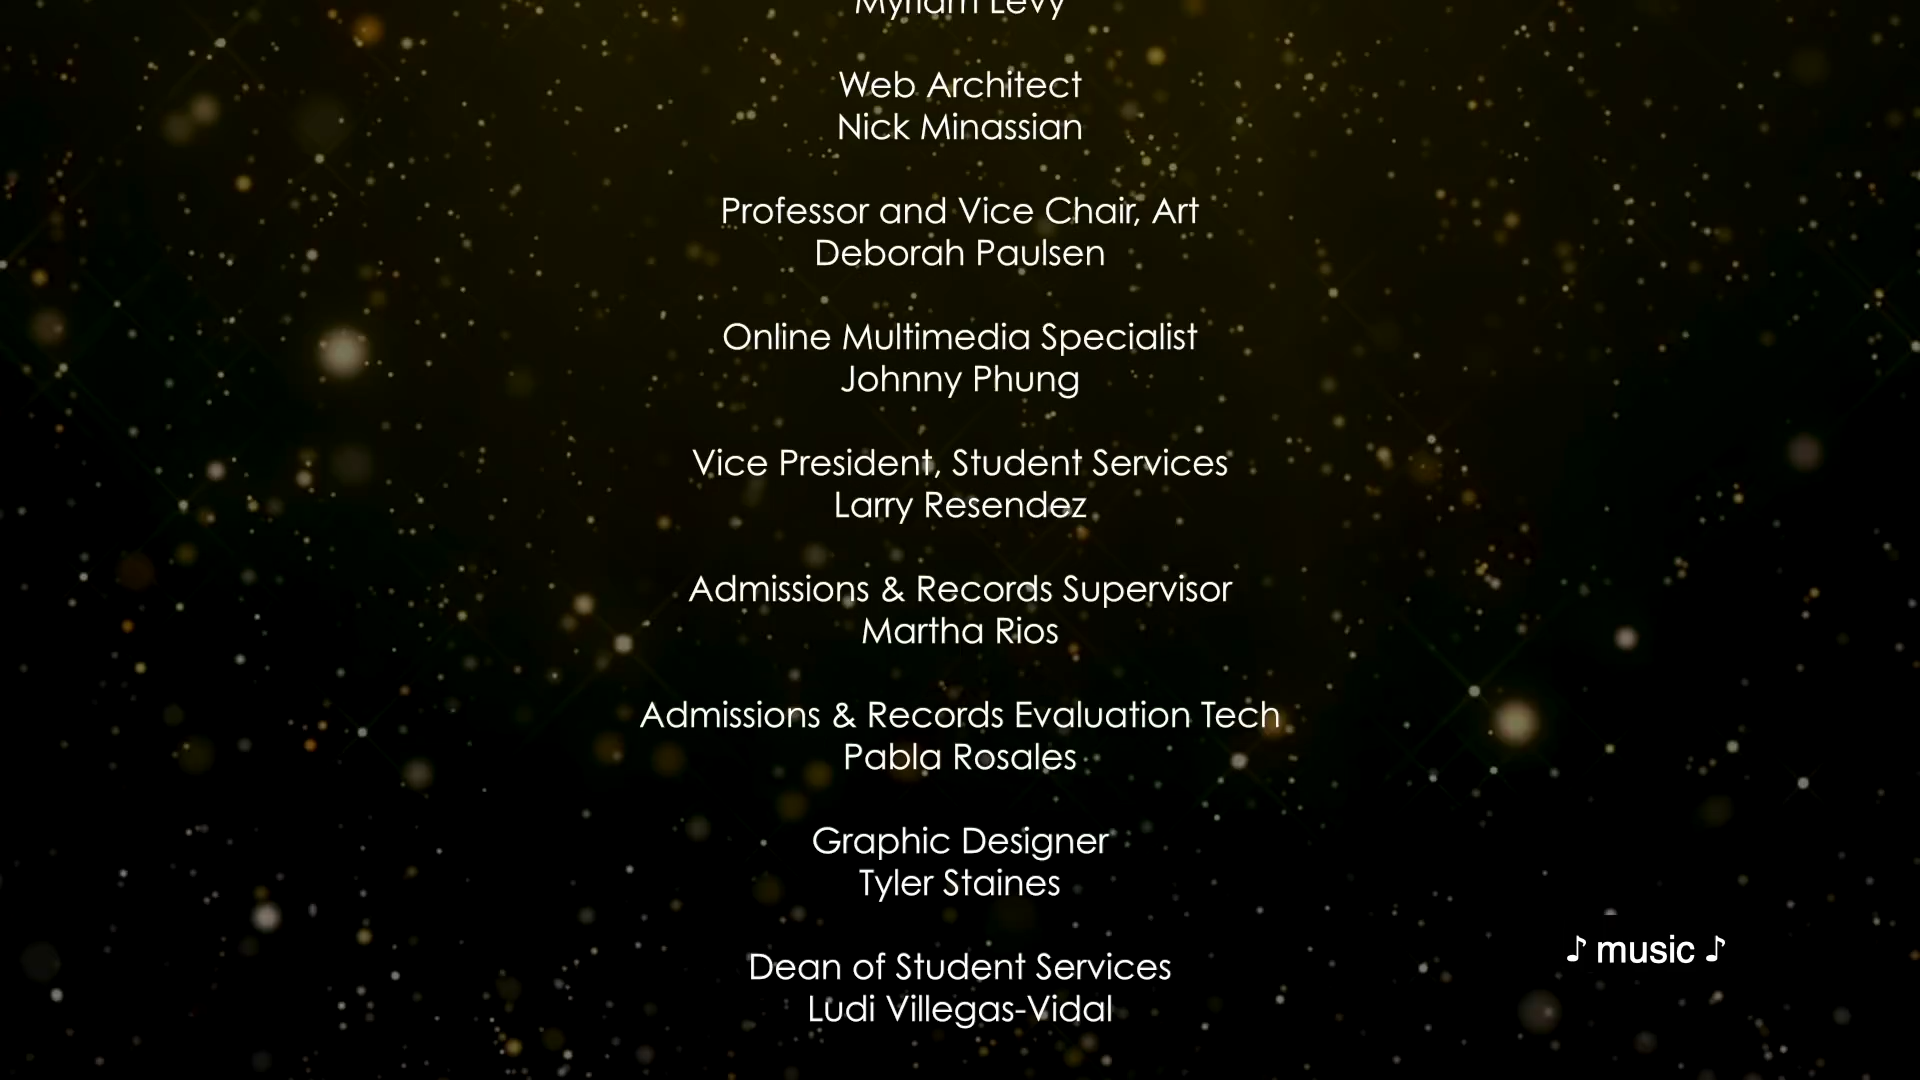 Myriam Levy
Web Architect
Nick Minassian
Professor and Vice Chair, Art
Deborah Paulsen
Online Multimedia Specialist
Johnny Phung
Vice President, Student Services
Larry Resendez
Admissions & Records Supervisor
Martha Rios
Admissions & Records Evaluation Tech
Pabla Rosales
Graphic Designer
Tyler Staines
♪ music ♪
Dean of Student Services
Ludi Villegas-Vidal